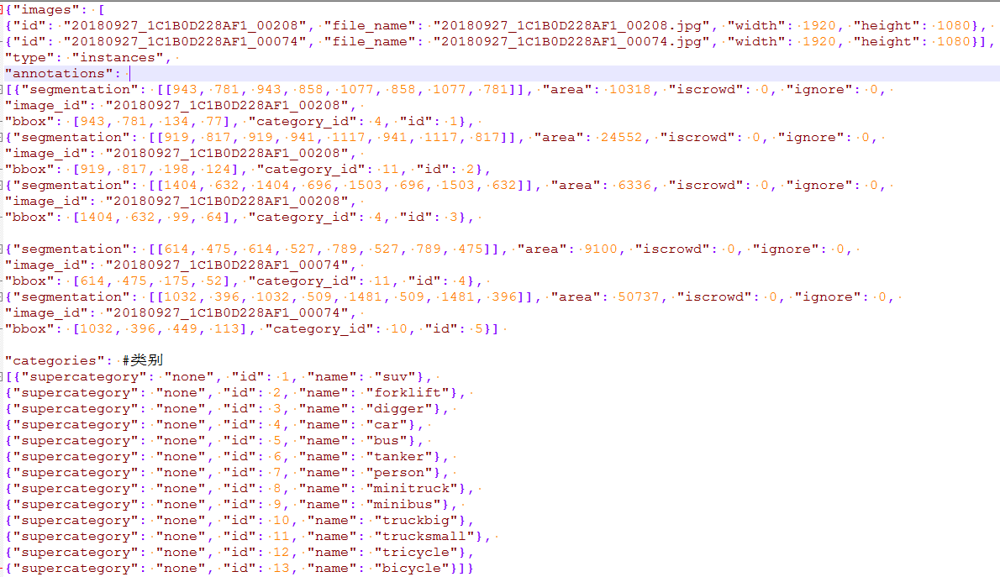 {"images": [
{"id": "20180927_1C1B0D228AF1_00208", "file_name": "20180927_1C1B0D228AF1_00208.jpg", "width": 1920, "height": 1080},
{"id": "20180927_1C1B0D228AF1_00074", "file_name": "20180927_1C1B0D228AF1_00074.jpg", "width": 1920, "height": 1080}],
"type": "instances",
"annotations":
[{"segmentation": [[943, 781, 943, 858, 1077, 858, 1077, 781]], "area": 10318, "iscrowd": 0, "ignore": 0,
"image_id": "20180927_1C1B0D228AF1_00208",
"bbox": [943, 781, 134, 77], "category_id": 4, "id": 1},
{"segmentation": [[919, 817, 919, 941, 1117, 941, 1117, 817]], "area": 24552, "iscrowd": 0, "ignore": 0,
"image_id": "20180927_1C1B0D228AF1_00208",
"bbox": [919, 817, 198, 124], "category_id": 11, "id": 2},
{"segmentation": [[1404, 632, 1404, 696, 1503, 696, 1503, 632]], "area": 6336, "iscrowd": 0, "ignore": 0,
"image_id": "20180927_1C1B0D228AF1_00208",
"bbox": [1404, 632, 99, 64], "category_id": 4, "id": 3},
{"segmentation": [[614, 475, 614, 527, 789, 527, 789, 475]], "area": 9100, "iscrowd": 0, "ignore": 0,
"image_id": "20180927_1C1B0D228AF1_00074",
"bbox": [614, 475, 175, 52], "category_id": 11, "id": 4},
{"segmentation": [[1032, 396, 1032, 509, 1481, 509, 1481, 396]], "area": 50737, "iscrowd": 0, "ignore": 0,
"image_id": "20180927_1C1B0D228AF1_00074",
"bbox": [1032, 396, 449, 113], "category_id": 10, "id": 5}]
"categories": #类别
[{"supercategory": "none", "id": 1, "name": "suv"},
{"supercategory": "none", "id": 2, "name": "forklift"},
{"supercategory": "none", "id": 3, "name": "digger"},
{"supercategory": "none", "id": 4, "name": "car"},
{"supercategory": "none", "id": 5, "name": "bus"},
{"supercategory": "none", "id": 6, "name": "tanker"},
{"supercategory": "none", "id": 7, "name": "person"},
{"supercategory": "none", "id": 8, "name": "minitruck"},
{"supercategory": "none", "id": 9, "name": "minibus"},
{"supercategory": "none", "id": 10, "name": "truckbig"},
{"supercategory": "none", "id": 11, "name": "trucksmall"},
{"supercategory": "none", "id": 12, "name": "tricycle"},
{"supercategory": "none", "id": 13, "name": "bicycle"}]}